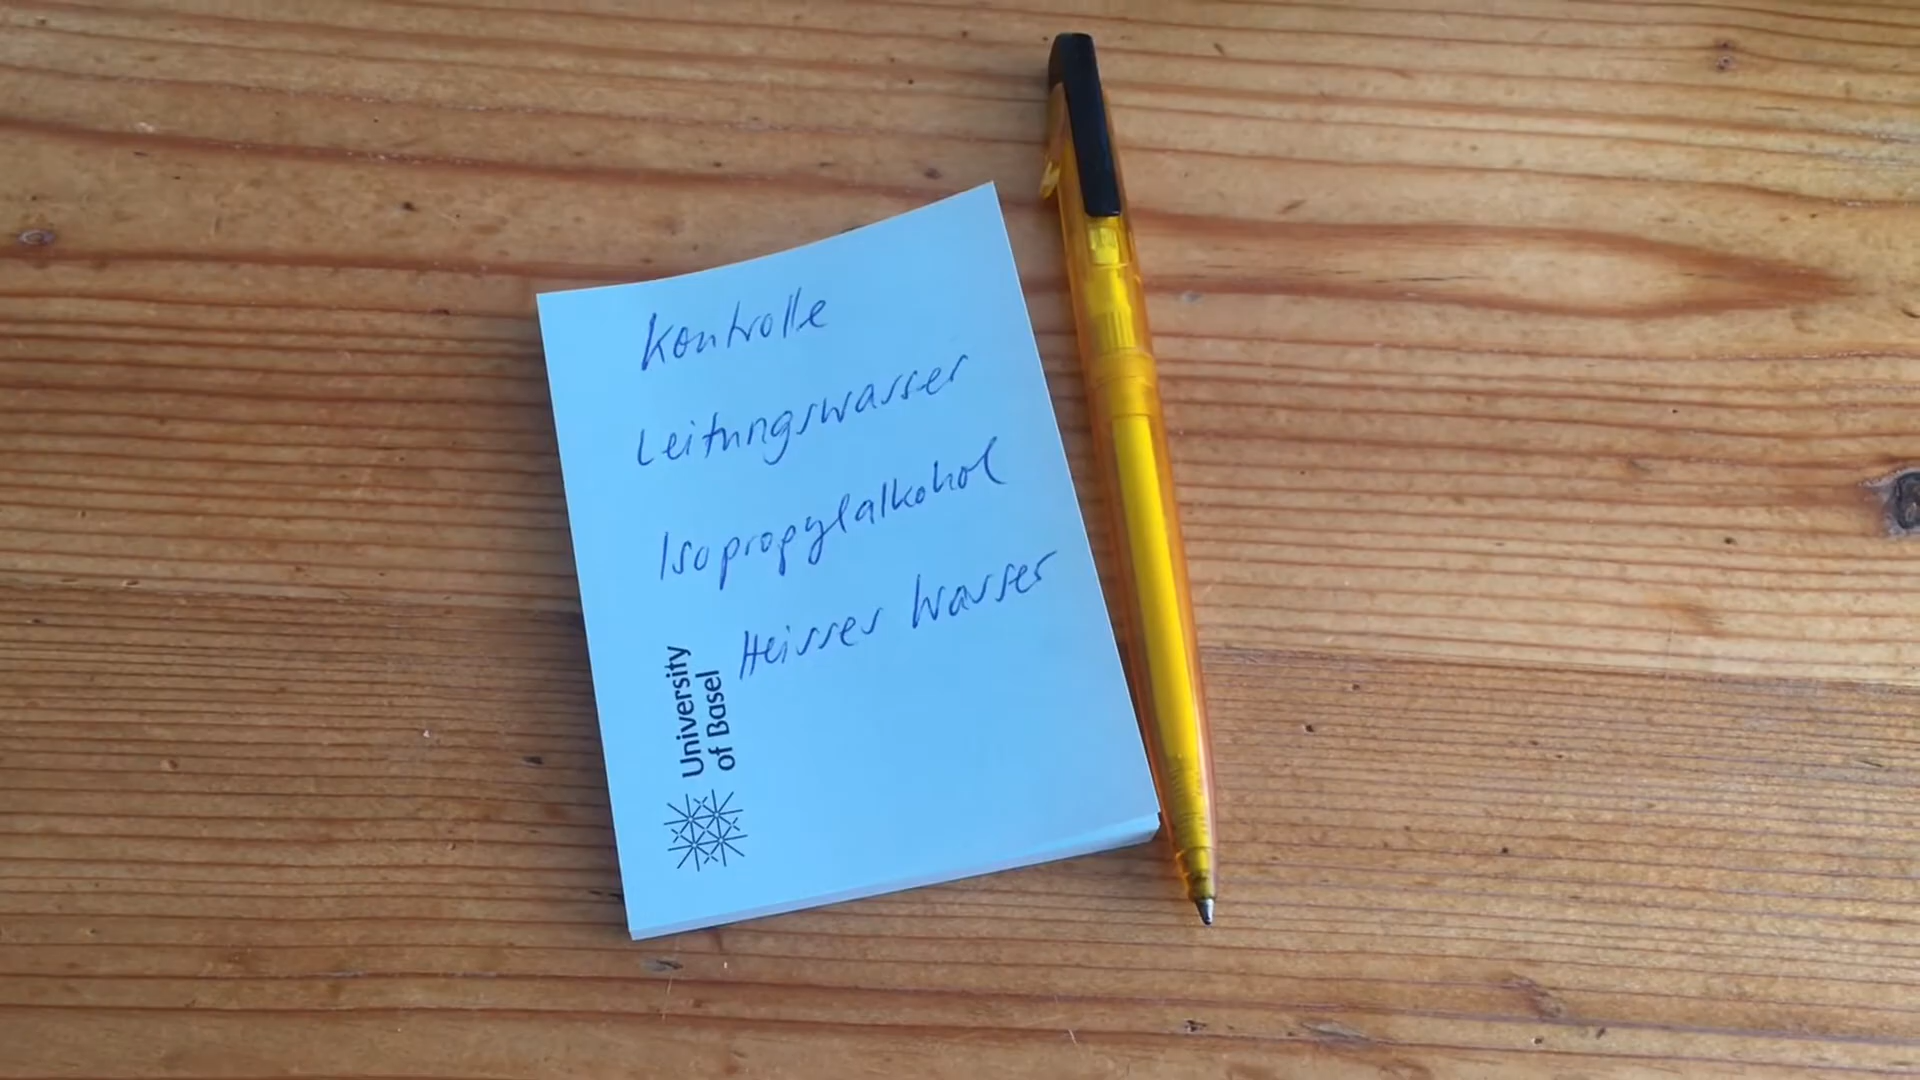 Kontrolle
Leitungswasser
Isopropylalkohol
Heisses Wasser
University
of Basel